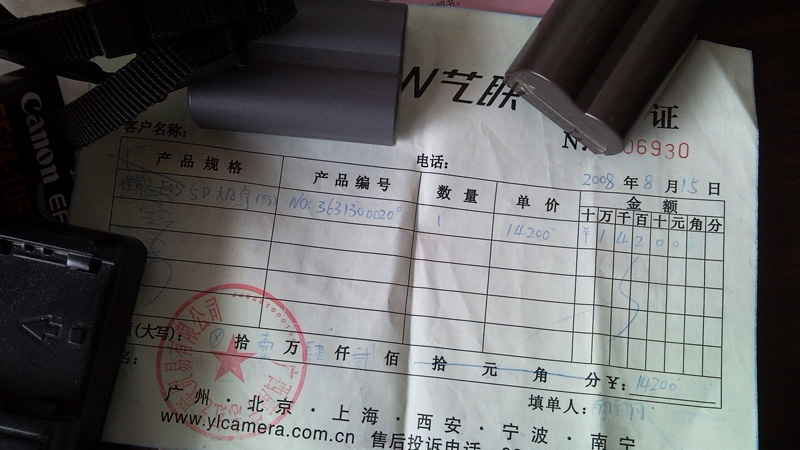 艺联
证
客户名称：
电话：
06930
2008 年 8 月 15 日
产品规格 产品编号 数量 单价 金额
十 万 千 百 十 元 角 分
佳能EOS 5D 机身 NO: 3631300020 1 14200 ¥ 1 4 2 0 0
(大写)： ⊗ 拾 壹 万 肆 仟 贰 佰 拾 元 角 分 ¥：14200
填单人：
广州·北京·上海·西安·宁波·南宁
www.ylcamera.com.cn 售后投诉电话
Canon